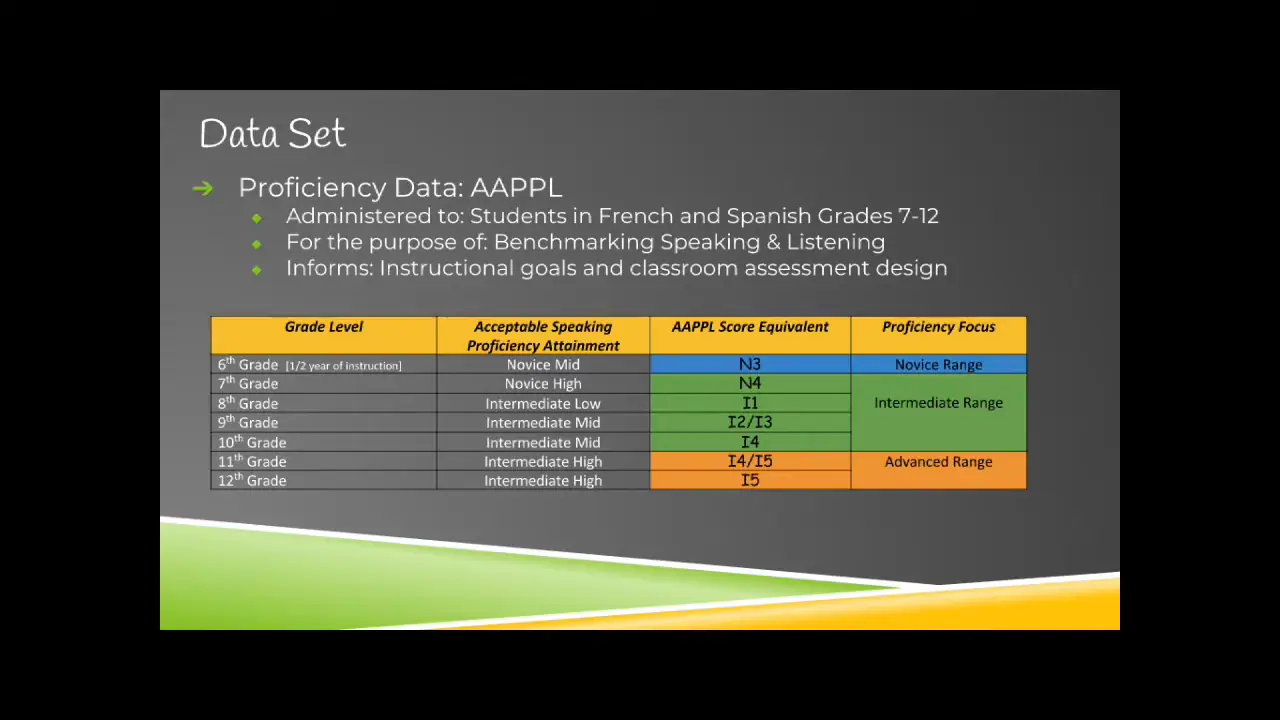 Data Set
➔ Proficiency Data: AAPPL
◆ Administered to: Students in French and Spanish Grades 7-12
◆ For the purpose of: Benchmarking Speaking & Listening
◆ Informs: Instructional goals and classroom assessment design
Grade Level | Acceptable Speaking Proficiency Attainment | AAPPL Score Equivalent | Proficiency Focus
6th Grade [1/2 year of instruction] | Novice Mid | N3 | Novice Range
7th Grade | Novice High | N4
8th Grade | Intermediate Low | I1 | Intermediate Range
9th Grade | Intermediate Mid | I2/I3
10th Grade | Intermediate Mid | I4
11th Grade | Intermediate High | I4/I5 | Advanced Range
12th Grade | Intermediate High | I5